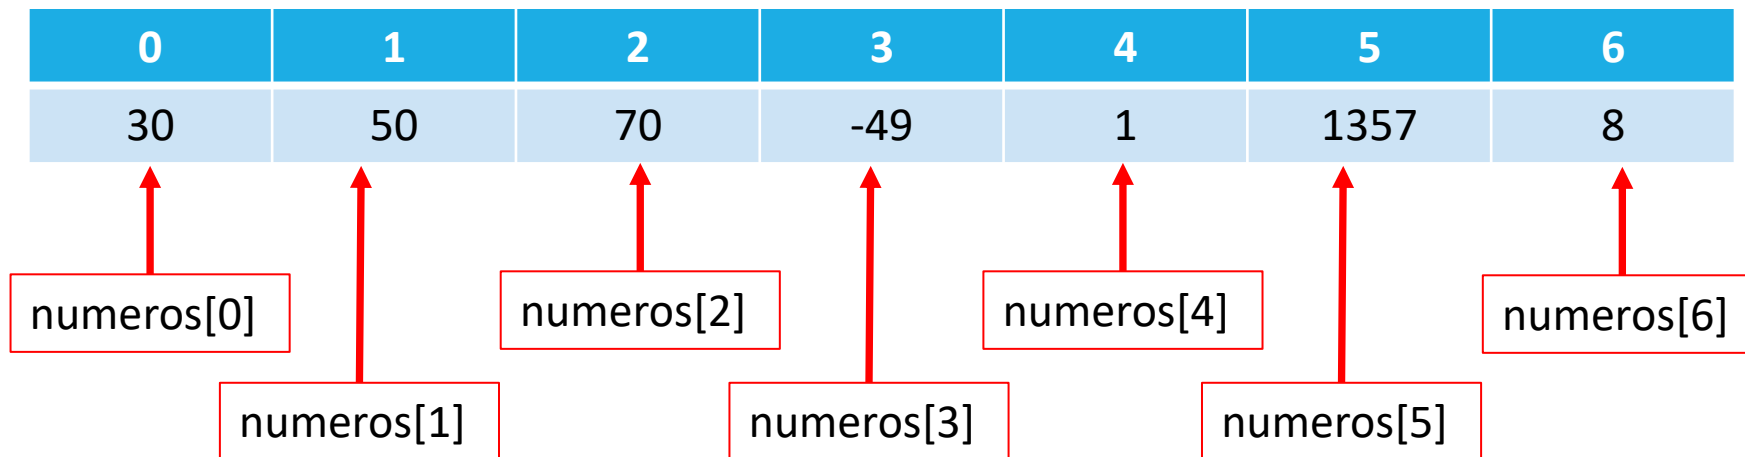 0 1 2 3 4 5 6
30 50 70 -49 1 1357 8
numeros[0] numeros[2] numeros[4] numeros[6]
numeros[1] numeros[3] numeros[5]